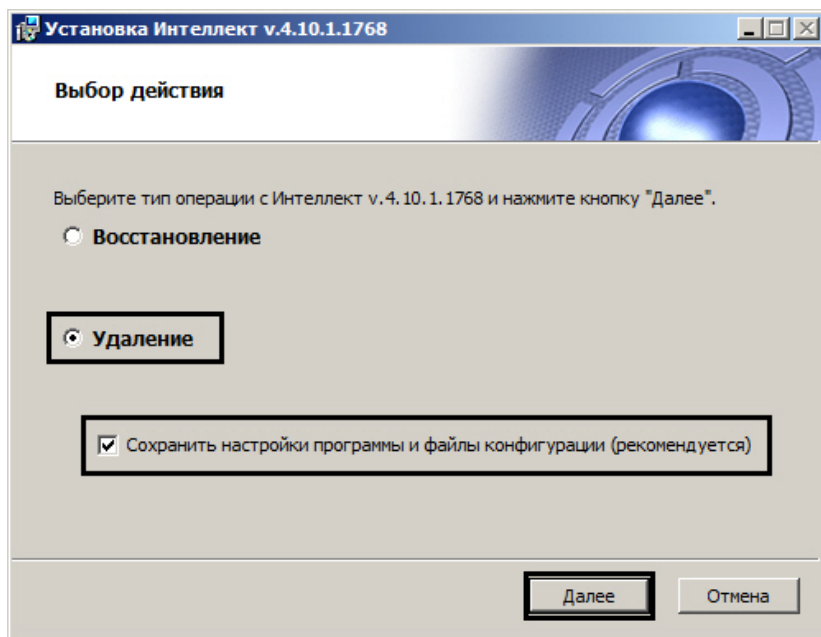 Установка Интеллект v.4.10.1.1768
Выбор действия
Выберите тип операции с Интеллект v.4.10.1.1768 и нажмите кнопку "Далее".
Восстановление
Удаление
Сохранить настройки программы и файлы конфигурации (рекомендуется)
Далее
Отмена